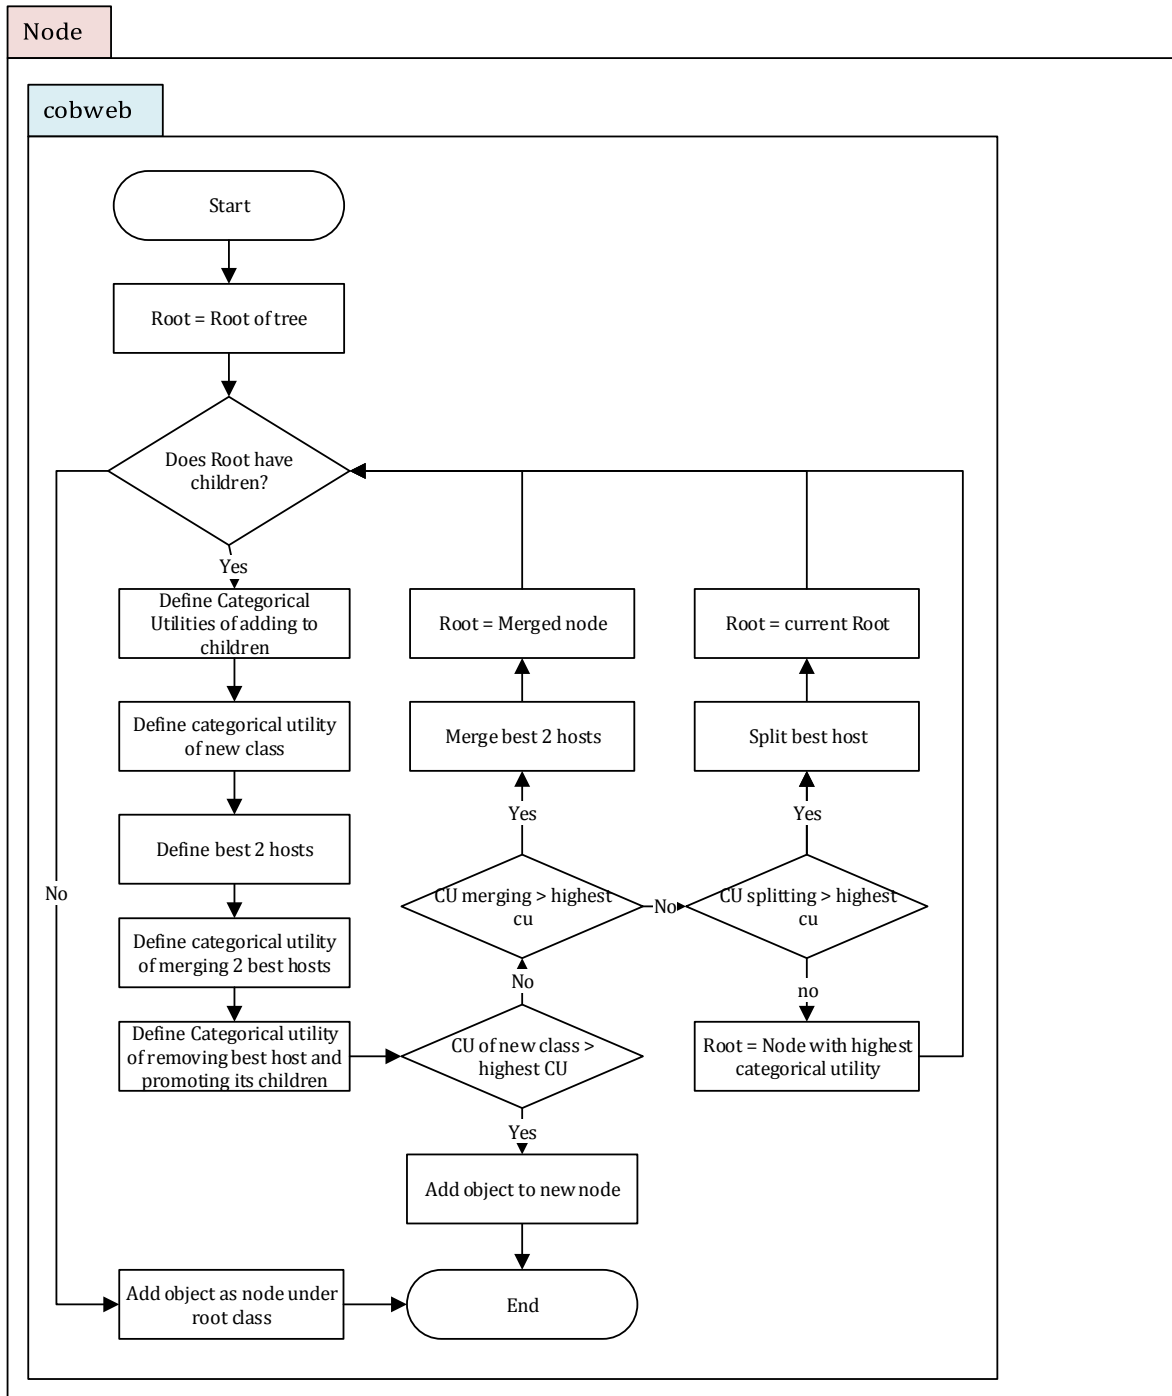 Node
cobweb
Start
Root = Root of tree
Does Root have
children?
Yes
No
Define Categorical
Utilities of adding to
children
Define categorical utility
of new class
Define best 2 hosts
Define categorical utility
of merging 2 best hosts
Define Categorical utility
of removing best host and
promoting its children
CU of new class >
highest CU
No
Yes
CU merging > highest
cu
Yes
No
Merge best 2 hosts
Root = Merged node
CU splitting > highest
cu
Yes
no
Split best host
Root = current Root
Root = Node with highest
categorical utility
Add object to new node
Add object as node under
root class
End